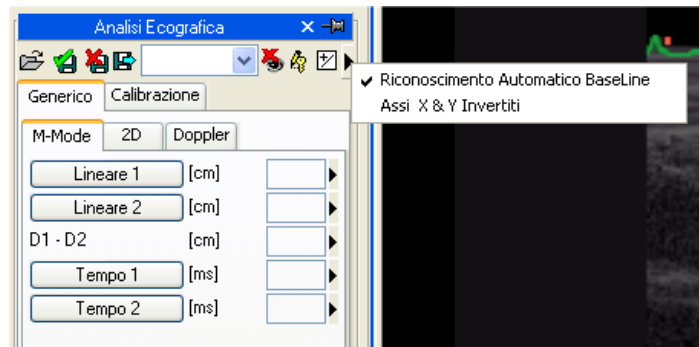 Analisi Ecografica
Riconoscimento Automatico BaseLine
Assi X & Y Invertiti
Generico Calibrazione
M-Mode 2D Doppler
Lineare 1 [cm]
Lineare 2 [cm]
D1 - D2 [cm]
Tempo 1 [ms]
Tempo 2 [ms]